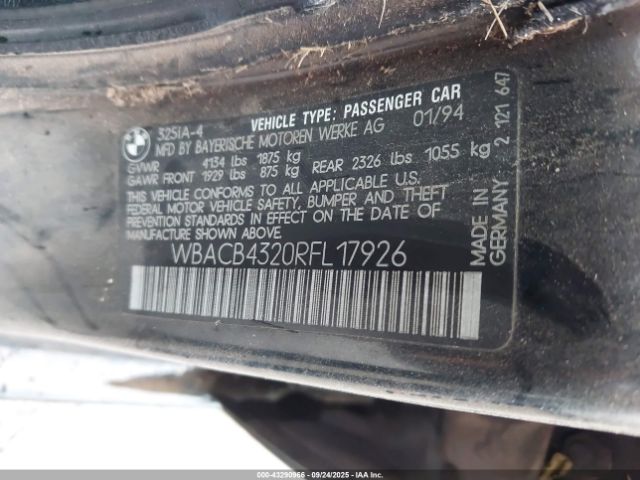 BMW
325IA-4 VEHICLE TYPE: PASSENGER CAR
MFD BY BAYERISCHE MOTOREN WERKE AG 01/94
GVWR 4134 lbs 1875 kg
GAWR FRONT 1929 lbs 875 kg REAR 2326 lbs 1055 kg
THIS VEHICLE CONFORMS TO ALL APPLICABLE U.S.
FEDERAL MOTOR VEHICLE SAFETY, BUMPER AND THEFT
PREVENTION STANDARDS IN EFFECT ON THE DATE OF
MANUFACTURE SHOWN ABOVE.
WBACB4320RFL17926
MADE IN
GERMANY 2 121 647
000-43290966 - 09/24/2025 - IAAI.COM